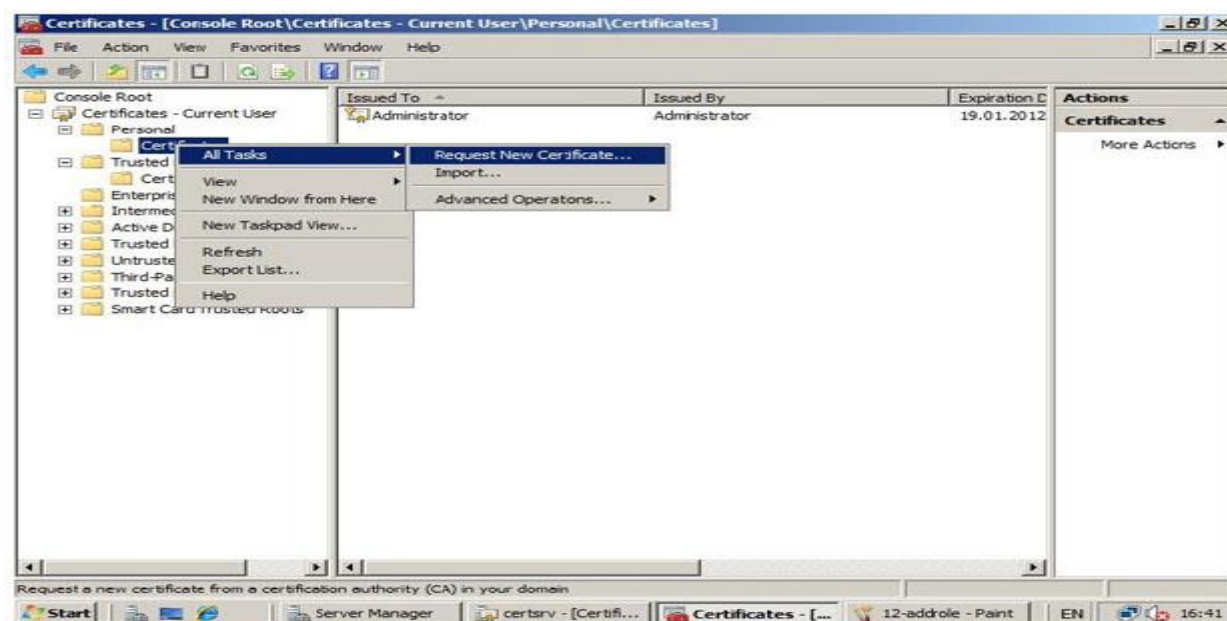 Certificates - [Console Root\Certificates - Current User\Personal\Certificates]
File Action View Favorites Window Help
Console Root
Certificates - Current User
Personal
Trusted
Cert
Intermed
Active D
Trusted
Untruste
Third-Pa
Trusted
Smart Card Trusted Roots
All Tasks
View
New Window from Here
New Taskpad View...
Refresh
Export List...
Help
Request New Certificate...
Import...
Advanced Operatons...
Issued To Issued By Expiration D
Administrator Administrator 19.01.2012
Actions
Certificates
More Actions
Request a new certificate from a certification authority (CA) in your domain
Start Server Manager certsrv - [Certifi... Certificates - [... 12-addrole - Paint EN 16:41